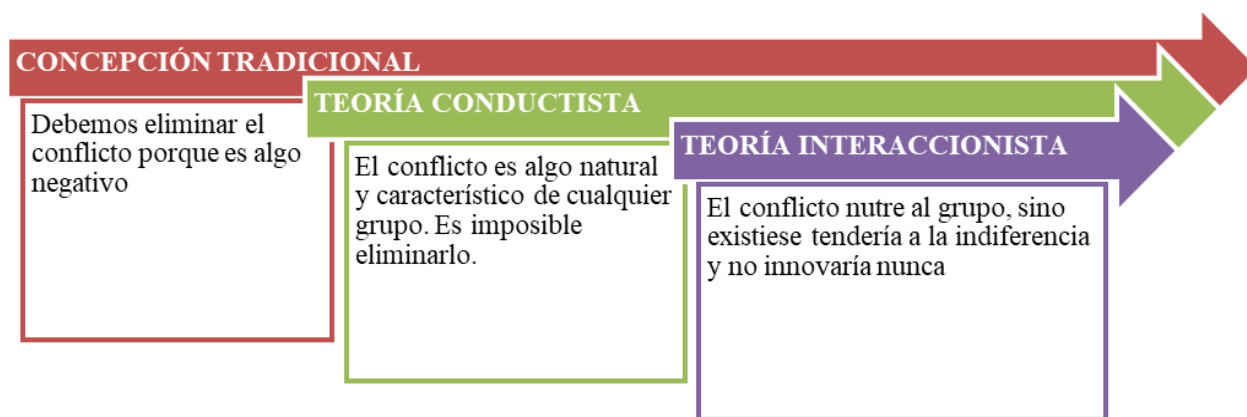 CONCEPCIÓN TRADICIONAL
Debemos eliminar el
conflicto porque es algo
negativo
TEORÍA CONDUCTISTA
El conflicto es algo natural
y característico de cualquier
grupo. Es imposible
eliminarlo.
TEORÍA INTERACCIONISTA
El conflicto nutre al grupo, sino
existiese tendería a la indiferencia
y no innovaría nunca